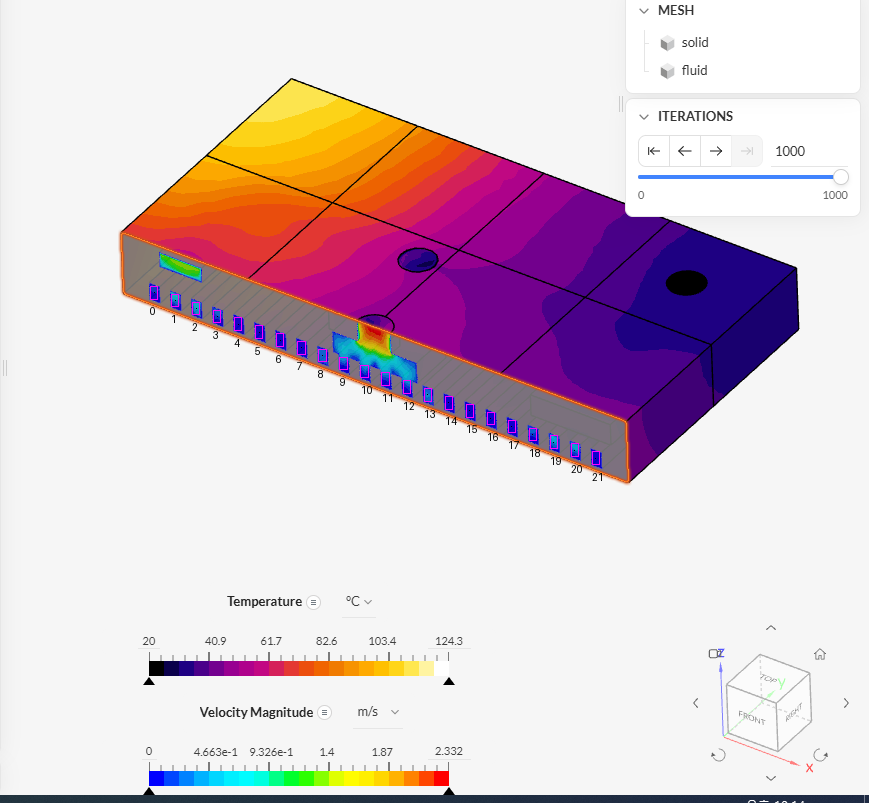 MESH
solid
fluid
ITERATIONS
1000
0 1000
0
1
2
3
4
5
6
7
8
9
10
11
12
13
14
15
16
17
18
19
20
21
Temperature °C
20 40.9 61.7 82.6 103.4 124.3
Velocity Magnitude m/s
0 4.663e-1 9.326e-1 1.4 1.87 2.332
Z
TOP
Y
FRONT
RIGHT
X